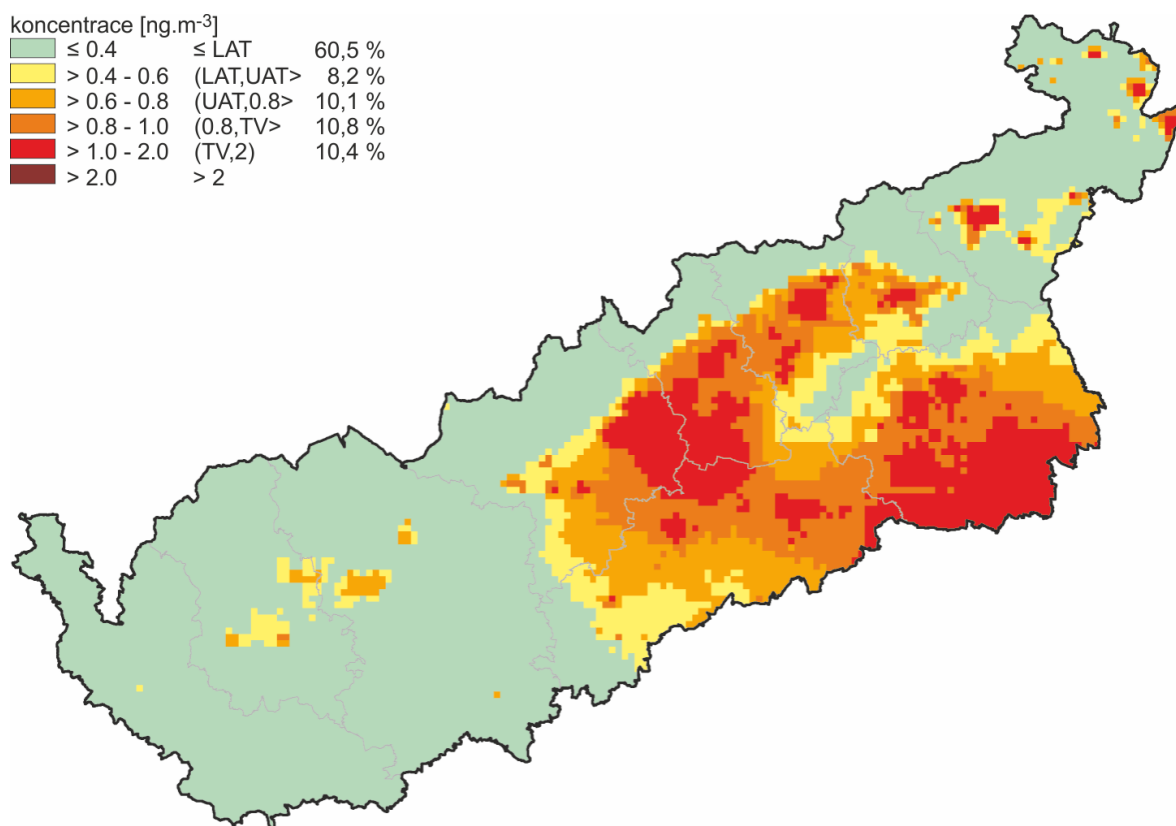 koncentrace [ng.m-3]
≤ 0.4 ≤ LAT 60,5 %
> 0.4 - 0.6 (LAT,UAT> 8,2 %
> 0.6 - 0.8 (UAT,0.8> 10,1 %
> 0.8 - 1.0 (0.8,TV> 10,8 %
> 1.0 - 2.0 (TV,2) 10,4 %
> 2.0 > 2